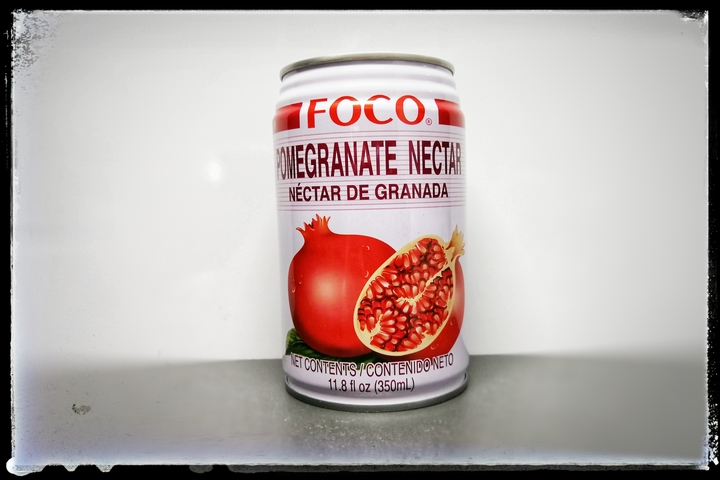 FOCO®
POMEGRANATE NECTAR
NÉCTAR DE GRANADA
NET CONTENTS / CONTENIDO NETO
11.8 fl oz (350mL)